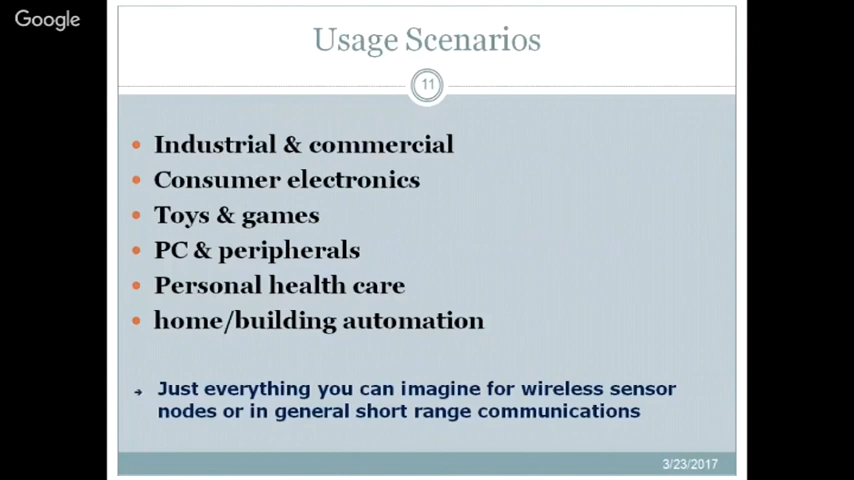 Google
Usage Scenarios
11
Industrial & commercial
Consumer electronics
Toys & games
PC & peripherals
Personal health care
home/building automation
Just everything you can imagine for wireless sensor
nodes or in general short range communications
3/23/2017